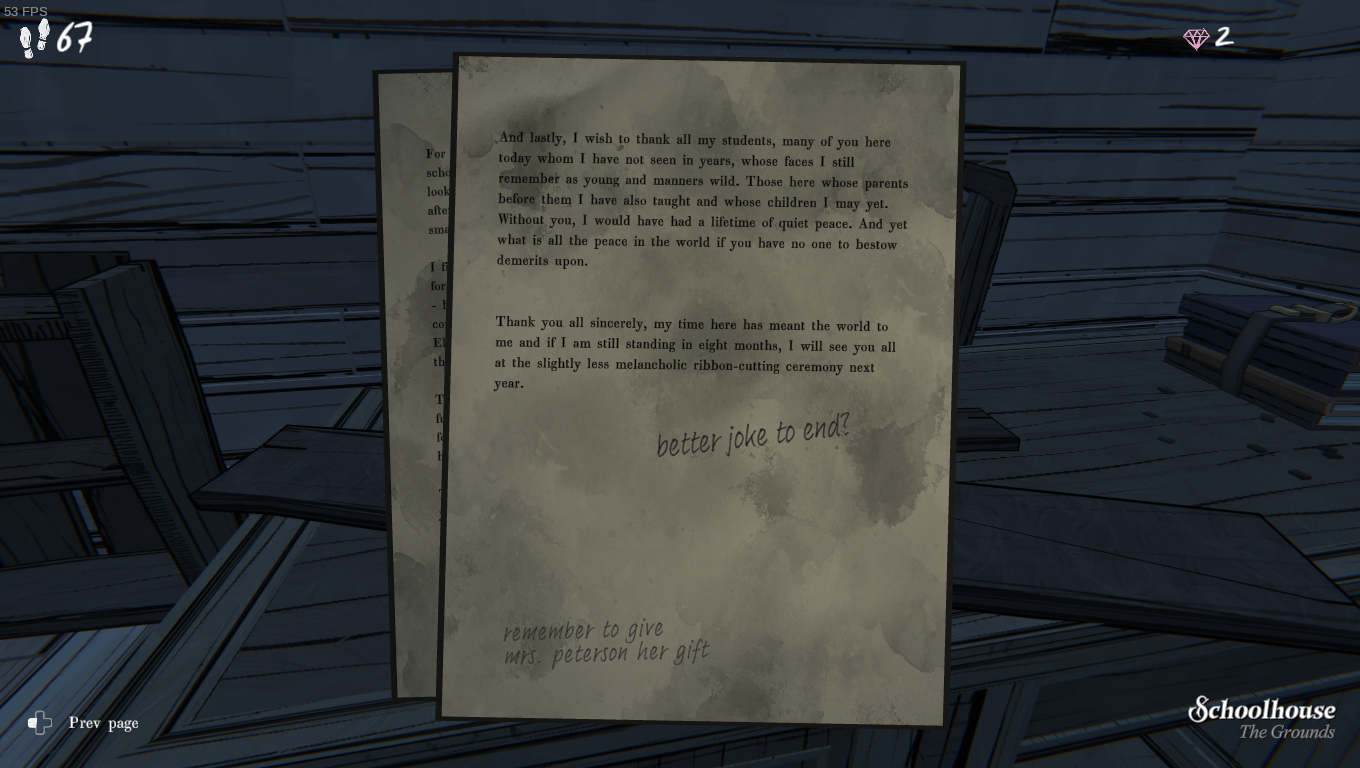 53 FPS
67
2
For
scho
look
afte
sma
I fi
for
- h
co
El
th
T
fu
fe
h
And lastly, I wish to thank all my students, many of you here
today whom I have not seen in years, whose faces I still
remember as young and manners wild. Those here whose parents
before them I have also taught and whose children I may yet.
Without you, I would have had a lifetime of quiet peace. And yet
what is all the peace in the world if you have no one to bestow
demerits upon.
Thank you all sincerely, my time here has meant the world to
me and if I am still standing in eight months, I will see you all
at the slightly less melancholic ribbon-cutting ceremony next
year.
better joke to end?
remember to give
mrs. peterson her gift
Prev page
Schoolhouse
The Grounds